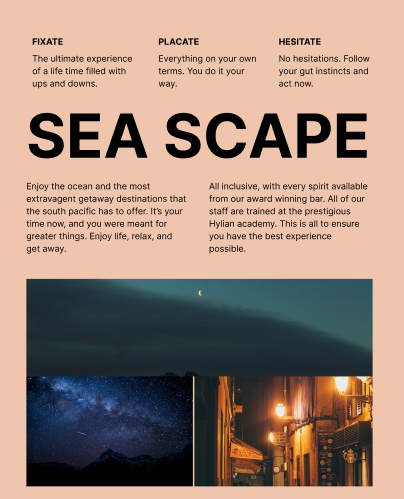 FIXATE
The ultimate experience
of a life time filled with
ups and downs.
PLACATE
Everything on your own
terms. You do it your
way.
HESITATE
No hesitations. Follow
your gut instincts and
act now.
SEA SCAPE
Enjoy the ocean and the most
extravagent getaway destinations that
the south pacific has to offer. It's your
time now, and you were meant for
greater things. Enjoy life, relax, and
get away.
All inclusive, with every spirit available
from our award winning bar. All of our
staff are trained at the prestigious
Hylian academy. This is all to ensure
you have the best experience
possible.